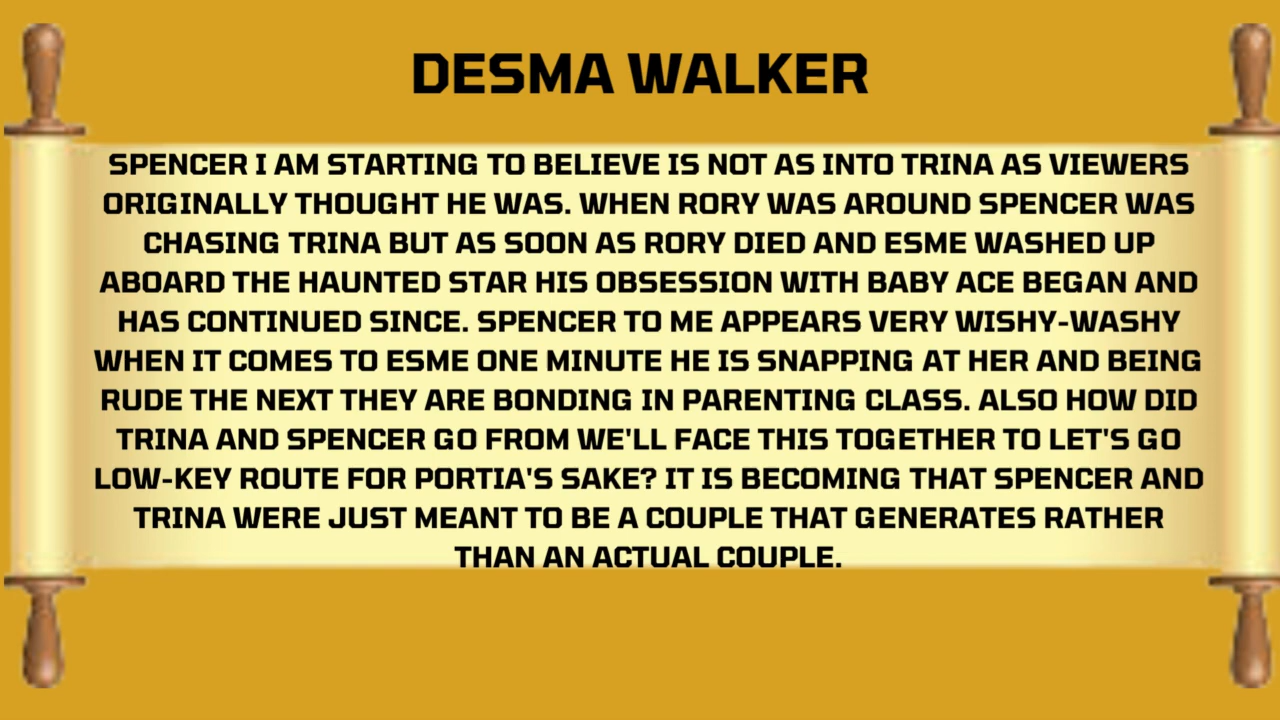 DESMA WALKER
SPENCER I AM STARTING TO BELIEVE IS NOT AS INTO TRINA AS VIEWERS
ORIGINALLY THOUGHT HE WAS. WHEN RORY WAS AROUND SPENCER WAS
CHASING TRINA BUT AS SOON AS RORY DIED AND ESME WASHED UP
ABOARD THE HAUNTED STAR HIS OBSESSION WITH BABY ACE BEGAN AND
HAS CONTINUED SINCE. SPENCER TO ME APPEARS VERY WISHY-WASHY
WHEN IT COMES TO ESME ONE MINUTE HE IS SNAPPING AT HER AND BEING
RUDE THE NEXT THEY ARE BONDING IN PARENTING CLASS. ALSO HOW DID
TRINA AND SPENCER GO FROM WE'LL FACE THIS TOGETHER TO LET'S GO
LOW-KEY ROUTE FOR PORTIA'S SAKE? IT IS BECOMING THAT SPENCER AND
TRINA WERE JUST MEANT TO BE A COUPLE THAT GENERATES RATHER
THAN AN ACTUAL COUPLE.